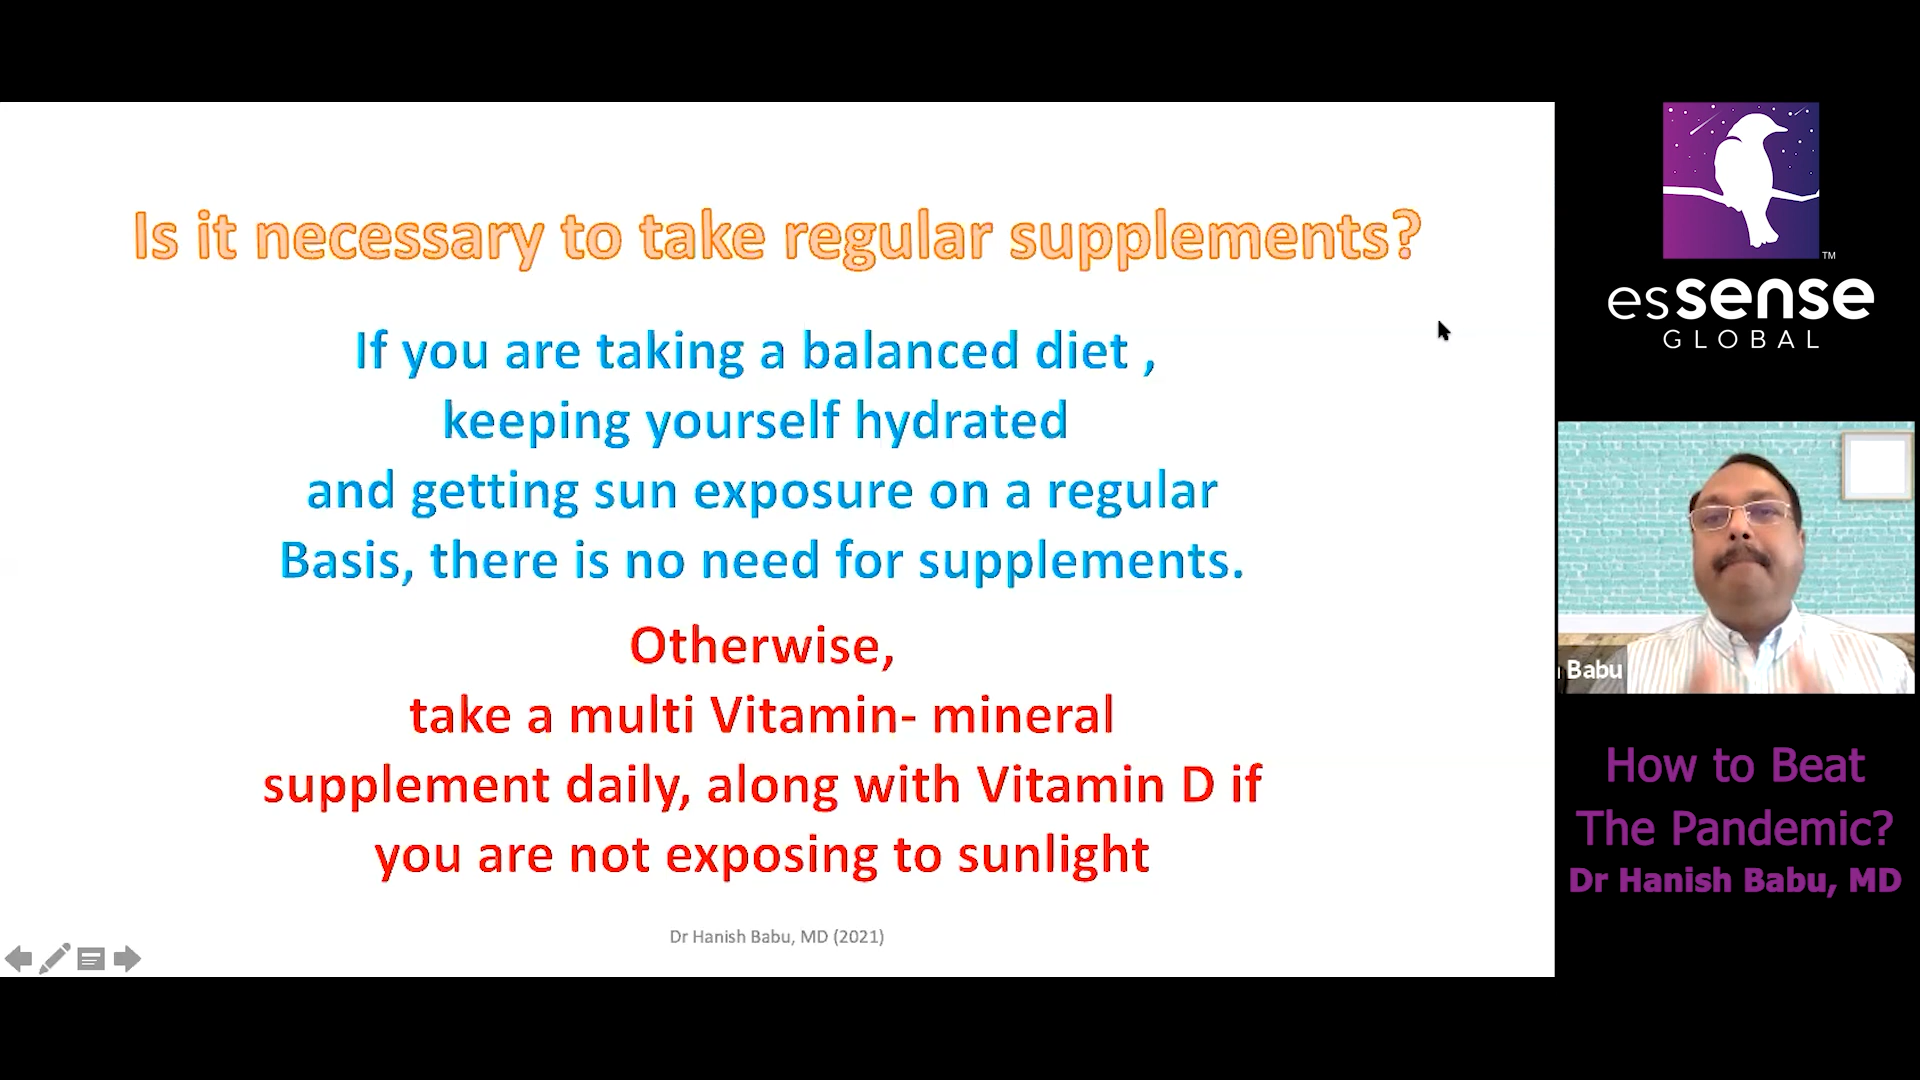 Is it necessary to take regular supplements?
If you are taking a balanced diet ,
keeping yourself hydrated
and getting sun exposure on a regular
Basis, there is no need for supplements.
Otherwise,
take a multi Vitamin- mineral
supplement daily, along with Vitamin D if
you are not exposing to sunlight
Dr Hanish Babu, MD (2021)
TM
esSense
GLOBAL
Babu
How to Beat
The Pandemic?
Dr Hanish Babu, MD